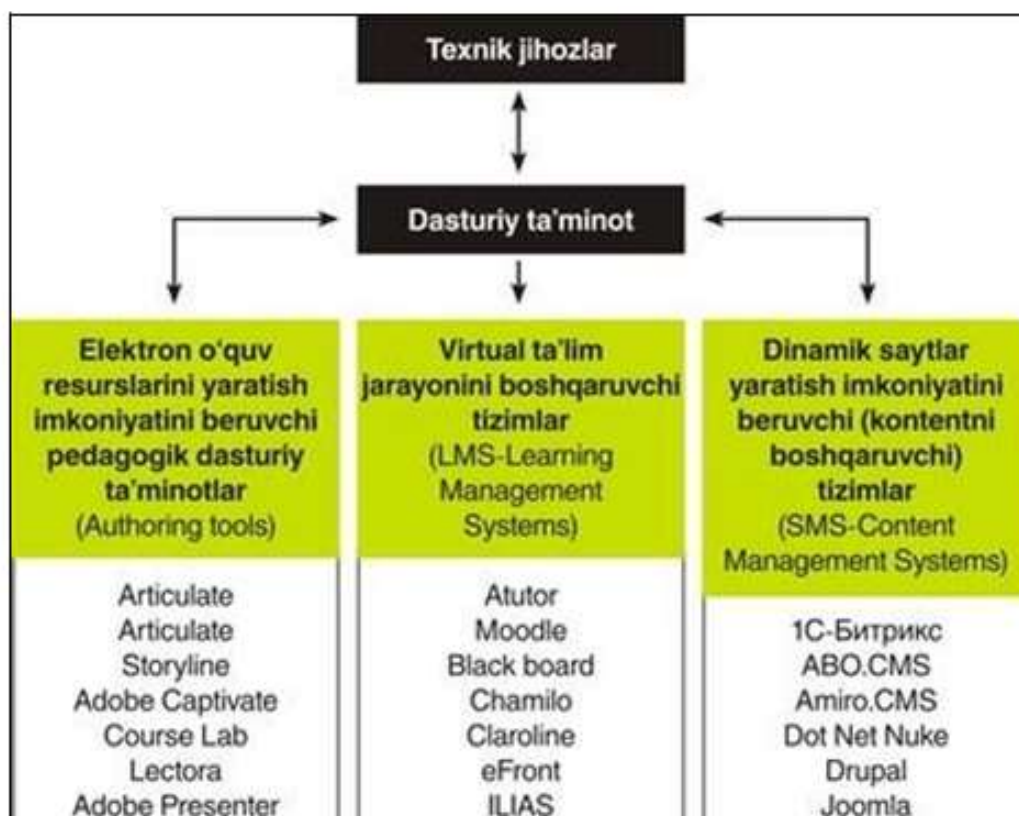 Texnik jihozlar
Dasturiy ta'minot
Elektron o'quv
resurslarini yaratish
imkoniyatini beruvchi
pedagogik dasturiy
ta'minotlar
(Authoring tools)
Articulate
Articulate
Storyline
Adobe Captivate
Course Lab
Lectora
Adobe Presenter
Virtual ta'lim
jarayonini boshqaruvchi
tizimlar
(LMS-Learning
Management
Systems)
Atutor
Moodle
Black board
Chamilo
Claroline
eFront
ILIAS
Dinamik saytlar
yaratish imkoniyatini
beruvchi (kontentni
boshqaruvchi)
tizimlar
(SMS-Content
Management Systems)
1С-Битрикс
ABO.CMS
Amiro.CMS
Dot Net Nuke
Drupal
Joomla